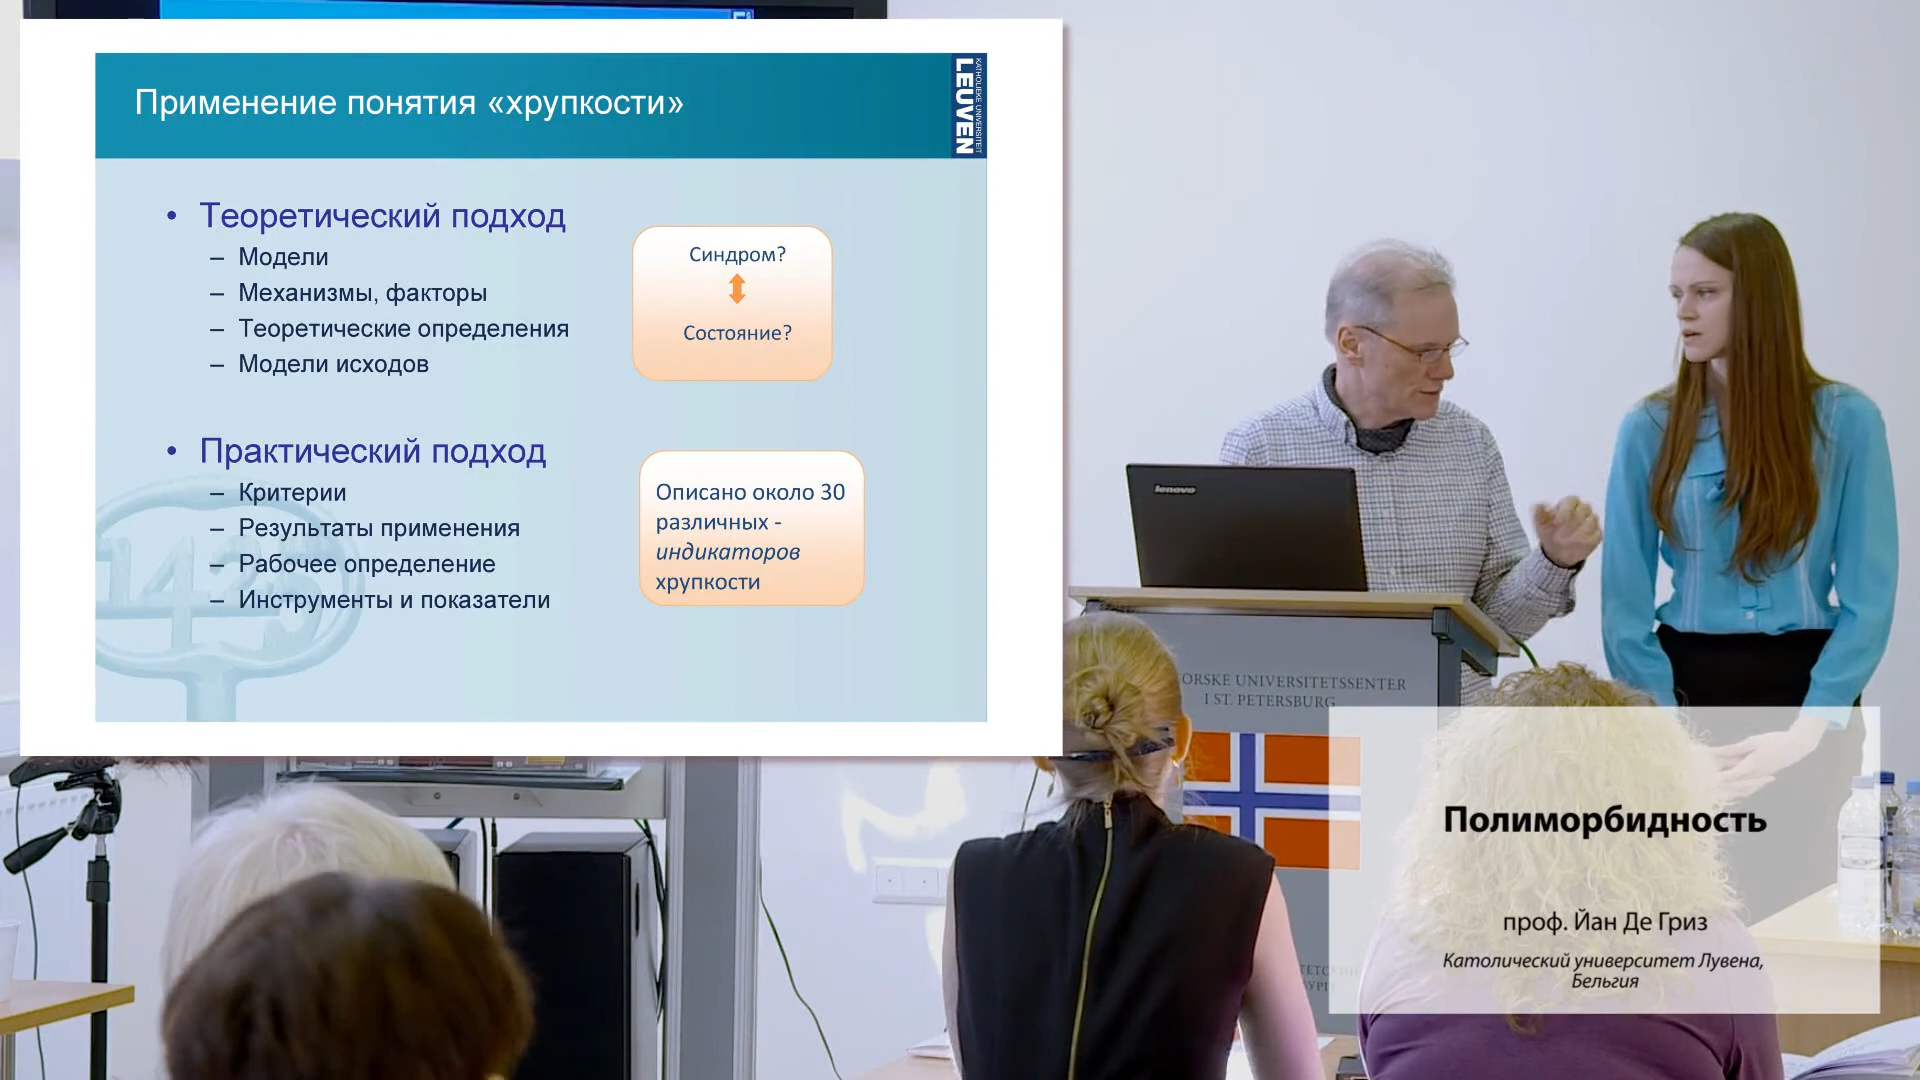 Применение понятия «хрупкости»
KATHOLIEKE UNIVERSITEIT
LEUVEN
• Теоретический подход
– Модели
– Механизмы, факторы
– Теоретические определения
– Модели исходов
Синдром?
Состояние?
• Практический подход
– Критерии
– Результаты применения
– Рабочее определение
– Инструменты и показатели
Описано около 30
различных -
индикаторов
хрупкости
1425
lenovo
ORSKE UNIVERSITETSSENTER
I ST. PETERSBURG
Полиморбидность
проф. Йан Де Гриз
Католический университет Лувена,
Бельгия